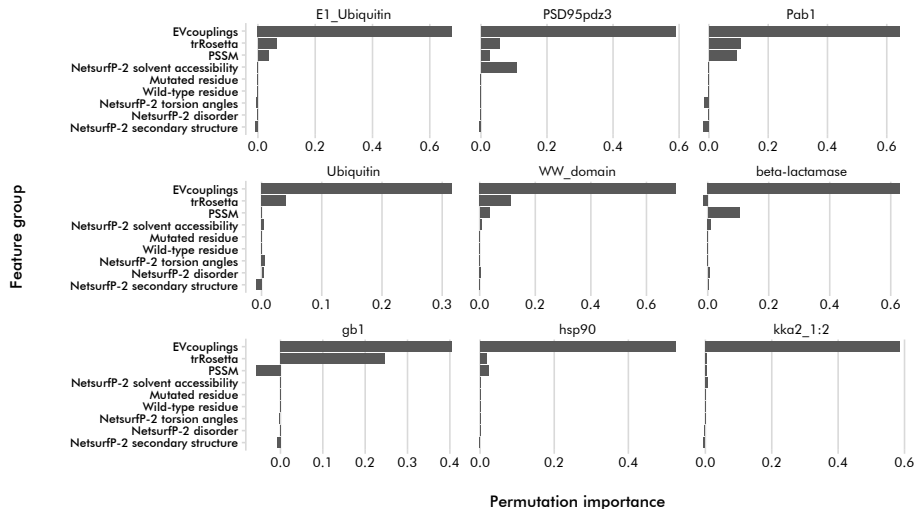 E1_Ubiquitin PSD95pdz3 Pab1
EVcouplings
trRosetta
PSSM
NetsurfP-2 solvent accessibility
Mutated residue
Wild-type residue
NetsurfP-2 torsion angles
NetsurfP-2 disorder
NetsurfP-2 secondary structure
0.0 0.2 0.4 0.6 0.0 0.2 0.4 0.6 0.0 0.2 0.4 0.6
Ubiquitin WW_domain beta-lactamase
EVcouplings
trRosetta
PSSM
NetsurfP-2 solvent accessibility
Mutated residue
Wild-type residue
NetsurfP-2 torsion angles
NetsurfP-2 disorder
NetsurfP-2 secondary structure
0.0 0.1 0.2 0.3 0.0 0.2 0.4 0.6 0.0 0.2 0.4 0.6
Feature group
gb1 hsp90 kka2_1:2
EVcouplings
trRosetta
PSSM
NetsurfP-2 solvent accessibility
Mutated residue
Wild-type residue
NetsurfP-2 torsion angles
NetsurfP-2 disorder
NetsurfP-2 secondary structure
0.0 0.1 0.2 0.3 0.4 0.0 0.2 0.4 0.0 0.2 0.4 0.6
Permutation importance